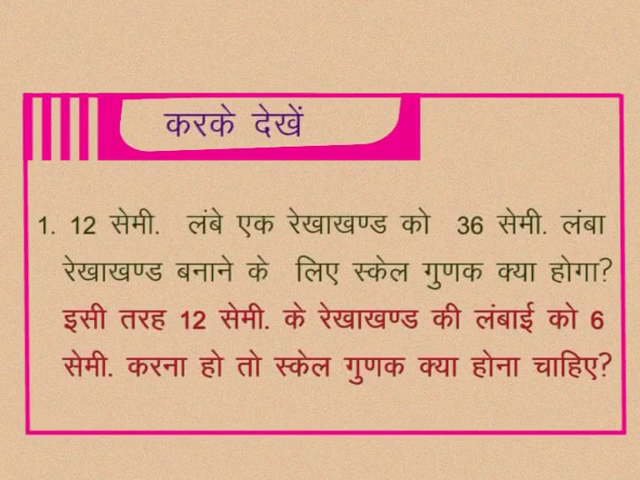 करके देखें
1. 12 सेमी. लंबे एक रेखाखण्ड को 36 सेमी. लंबा
रेखाखण्ड बनाने के लिए स्केल गुणक क्या होगा?
इसी तरह 12 सेमी. के रेखाखण्ड की लंबाई को 6
सेमी. करना हो तो स्केल गुणक क्या होना चाहिए?